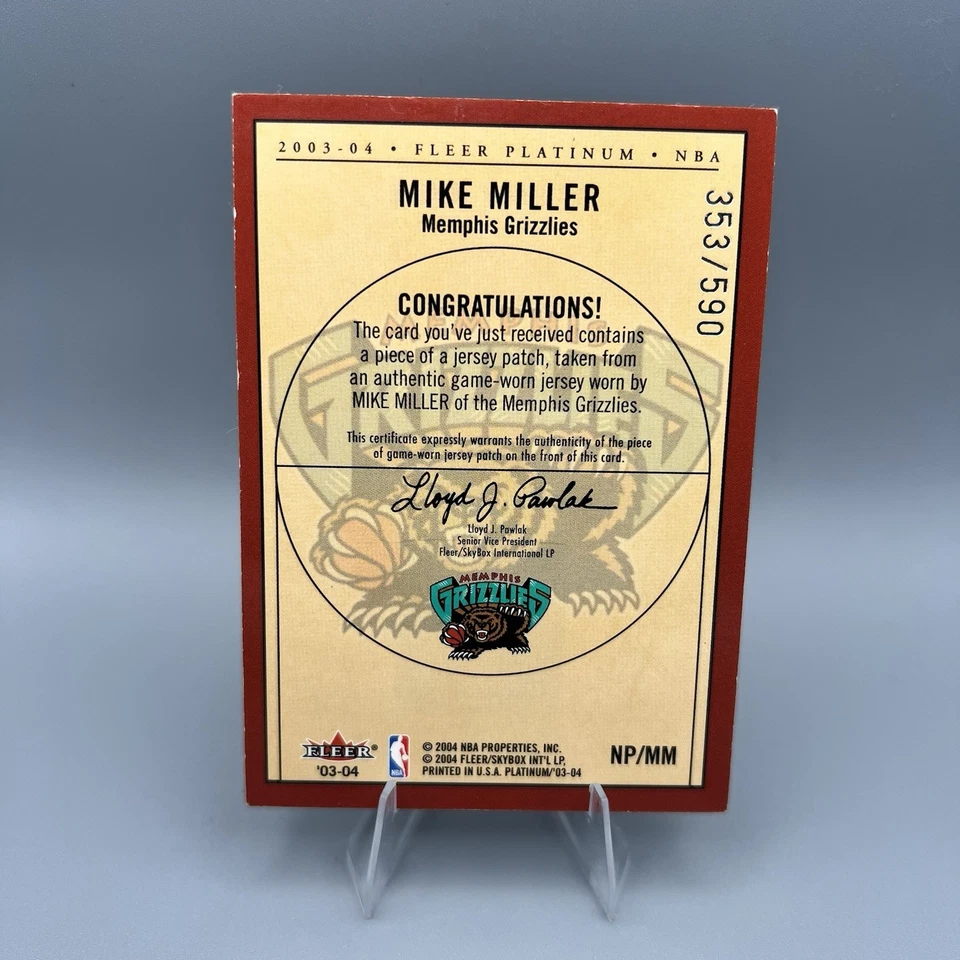 2003-04 • FLEER PLATINUM • NBA
MIKE MILLER
Memphis Grizzlies
353/590
CONGRATULATIONS!
The card you've just received contains
a piece of a jersey patch, taken from
an authentic game-worn jersey worn by
MIKE MILLER of the Memphis Grizzlies.
This certificate expressly warrants the authenticity of the piece
of game-worn jersey patch on the front of this card.
Lloyd J. Pawlak
Lloyd J. Pawlak
Senior Vice President
Fleer/SkyBox International LP
MEMPHIS
GRIZZLIES
MEMPHIS
GRIZZLIES
FLEER®
'03-04
NBA
© 2004 NBA PROPERTIES, INC.
© 2004 FLEER/SKYBOX INT'L LP,
PRINTED IN U.S.A. PLATINUM/'03-04
NP/MM